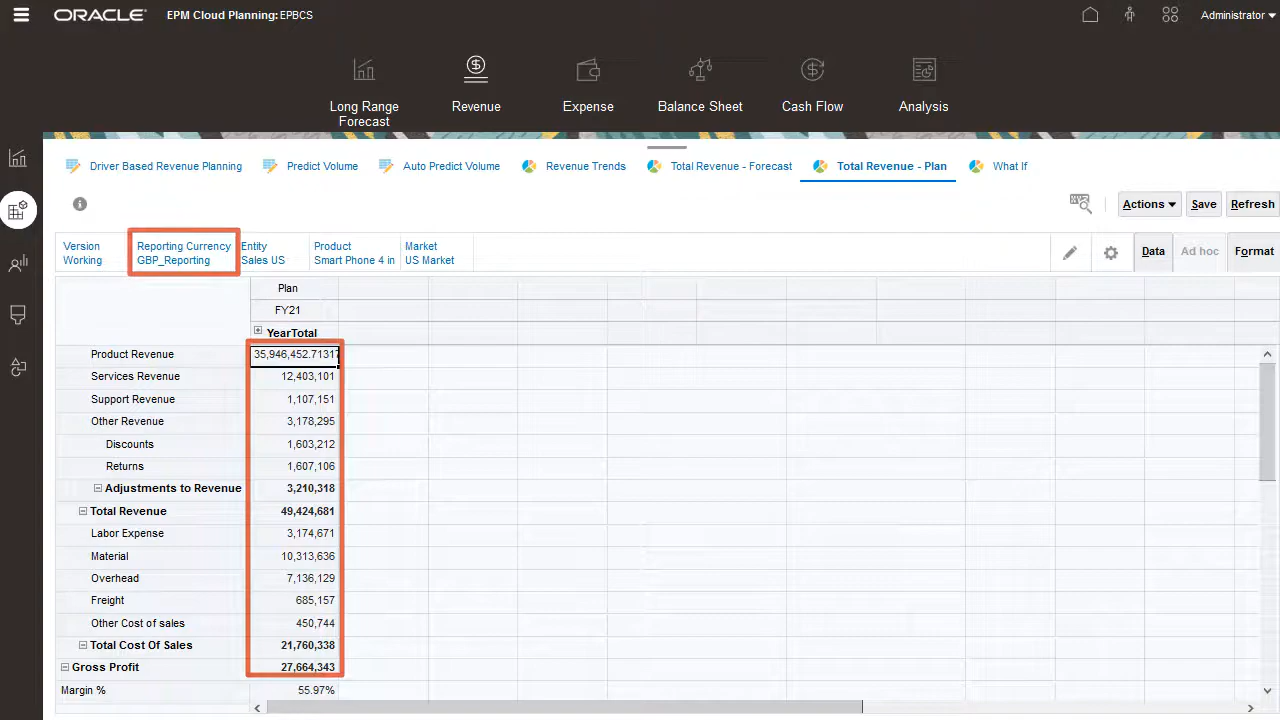 ORACLE EPM Cloud Planning: EPBCS Administrator
Long Range Forecast
Revenue
Expense
Balance Sheet
Cash Flow
Analysis
Driver Based Revenue Planning Predict Volume Auto Predict Volume Revenue Trends Total Revenue - Forecast Total Revenue - Plan What If
Actions Save Refresh
Version Reporting Currency Entity Product Market
Working GBP_Reporting Sales US Smart Phone 4 in US Market
Data Ad hoc Format
Plan
FY21
YearTotal
Product Revenue 35,946,452.7131
Services Revenue 12,403,101
Support Revenue 1,107,151
Other Revenue 3,178,295
Discounts 1,603,212
Returns 1,607,106
Adjustments to Revenue 3,210,318
Total Revenue 49,424,681
Labor Expense 3,174,671
Material 10,313,636
Overhead 7,136,129
Freight 685,157
Other Cost of sales 450,744
Total Cost Of Sales 21,760,338
Gross Profit 27,664,343
Margin % 55.97%